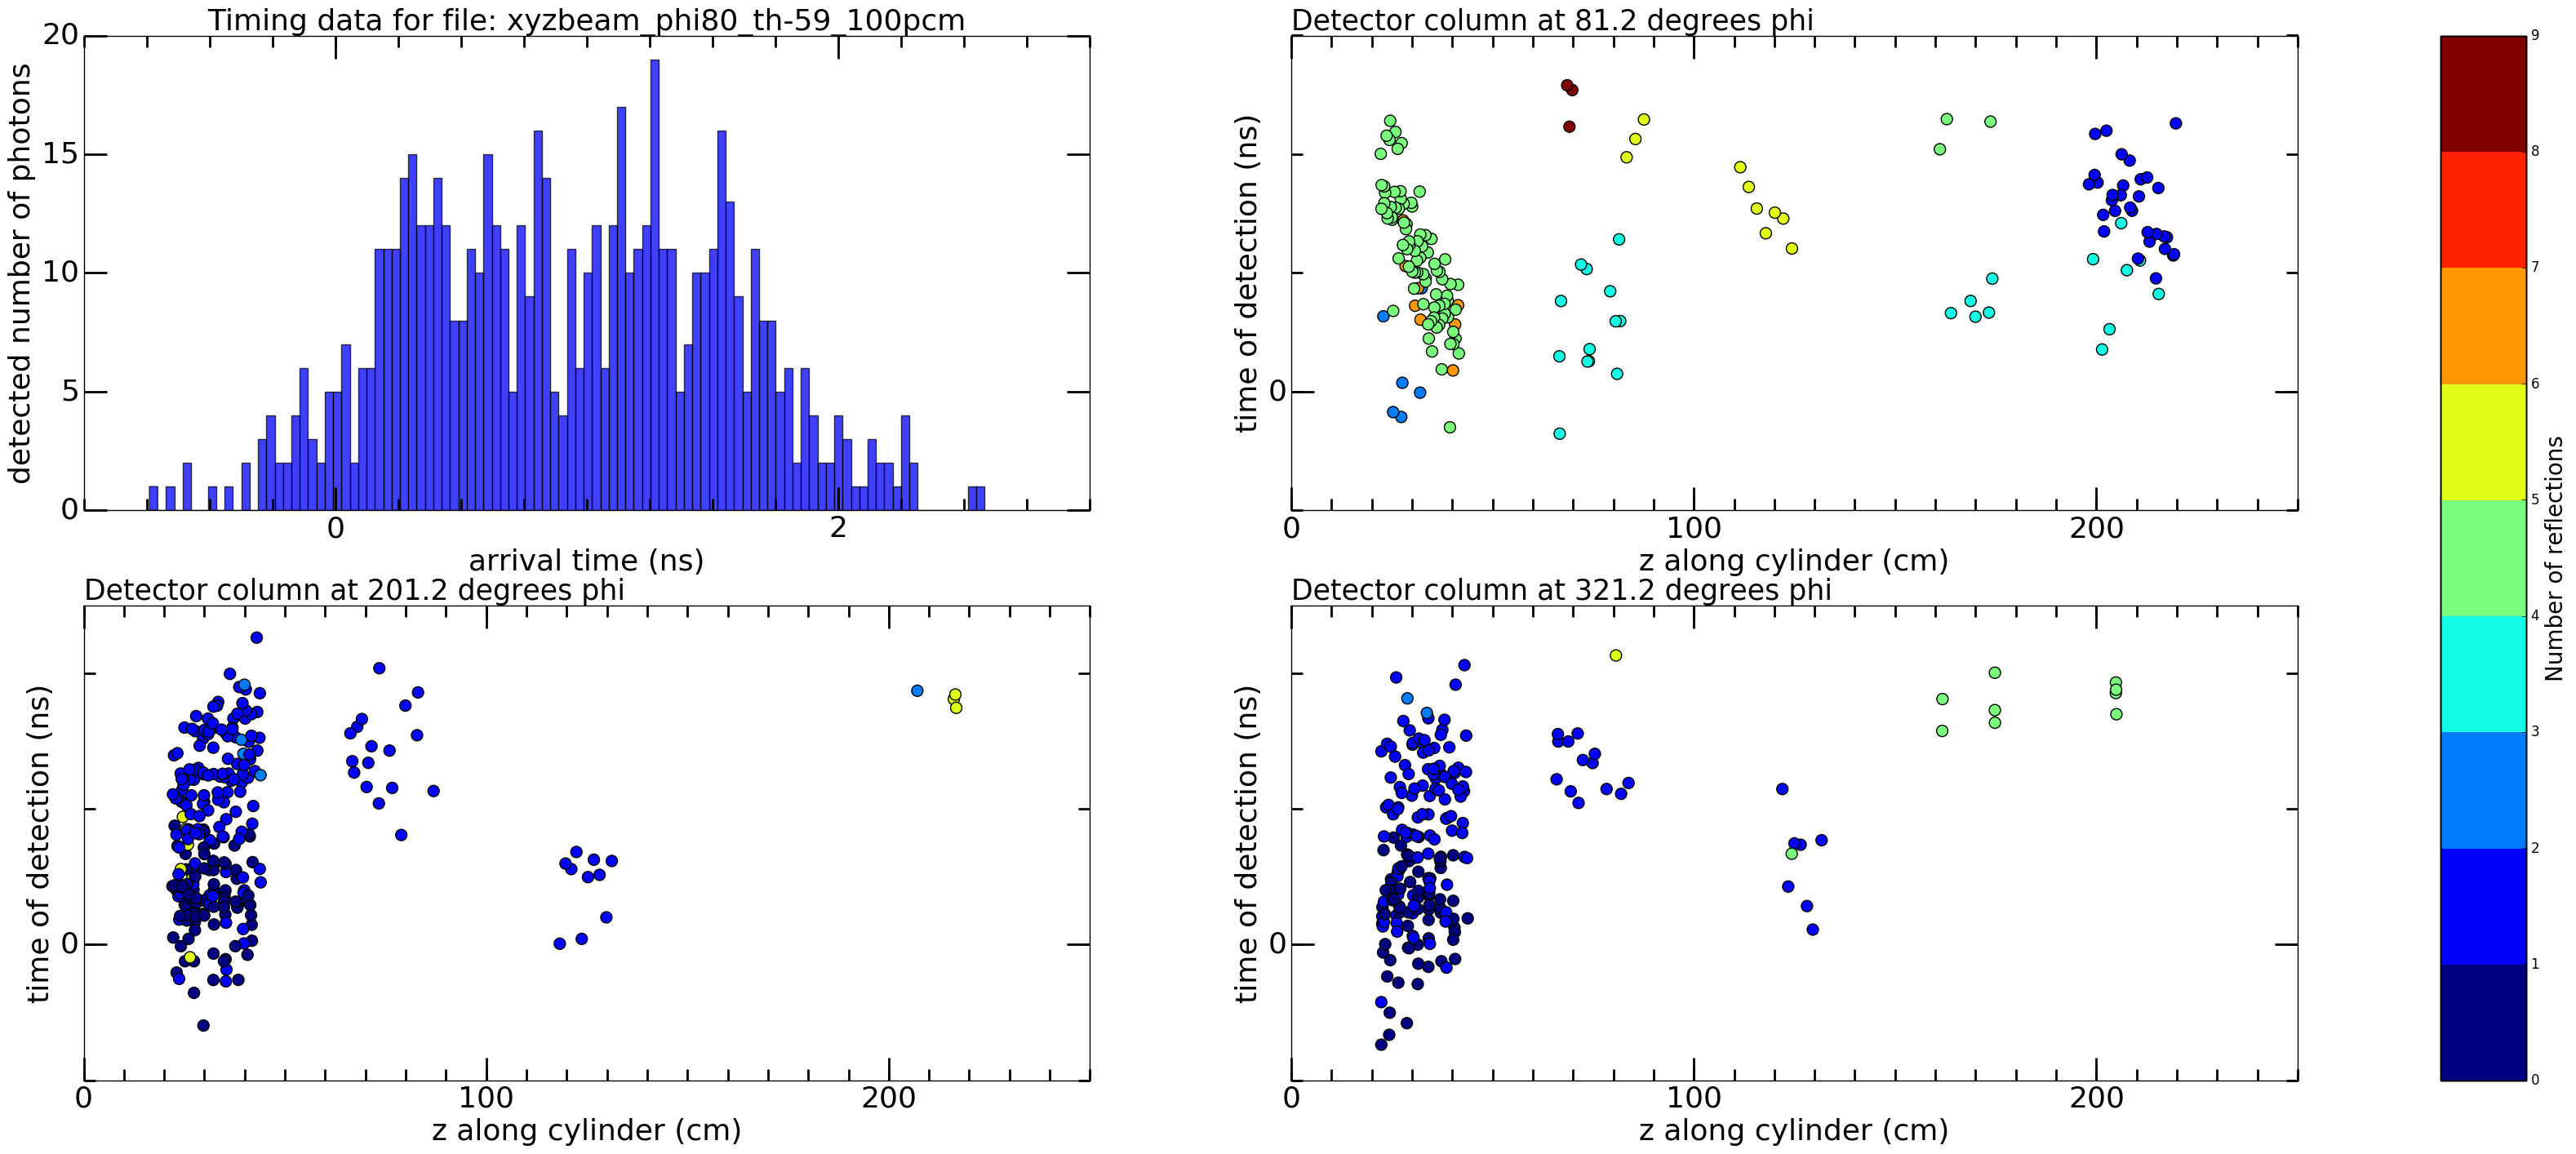 Timing data for file: xyzbeam_phi80_th-59_100pcm
20
15
10
5
0
detected number of photons
0 2
arrival time (ns)
Detector column at 81.2 degrees phi
time of detection (ns)
0
0 100 200
z along cylinder (cm)
Detector column at 201.2 degrees phi
time of detection (ns)
0
0 100 200
z along cylinder (cm)
Detector column at 321.2 degrees phi
time of detection (ns)
0
0 100 200
z along cylinder (cm)
9
8
7
6
5
4
3
2
1
0
Number of reflections